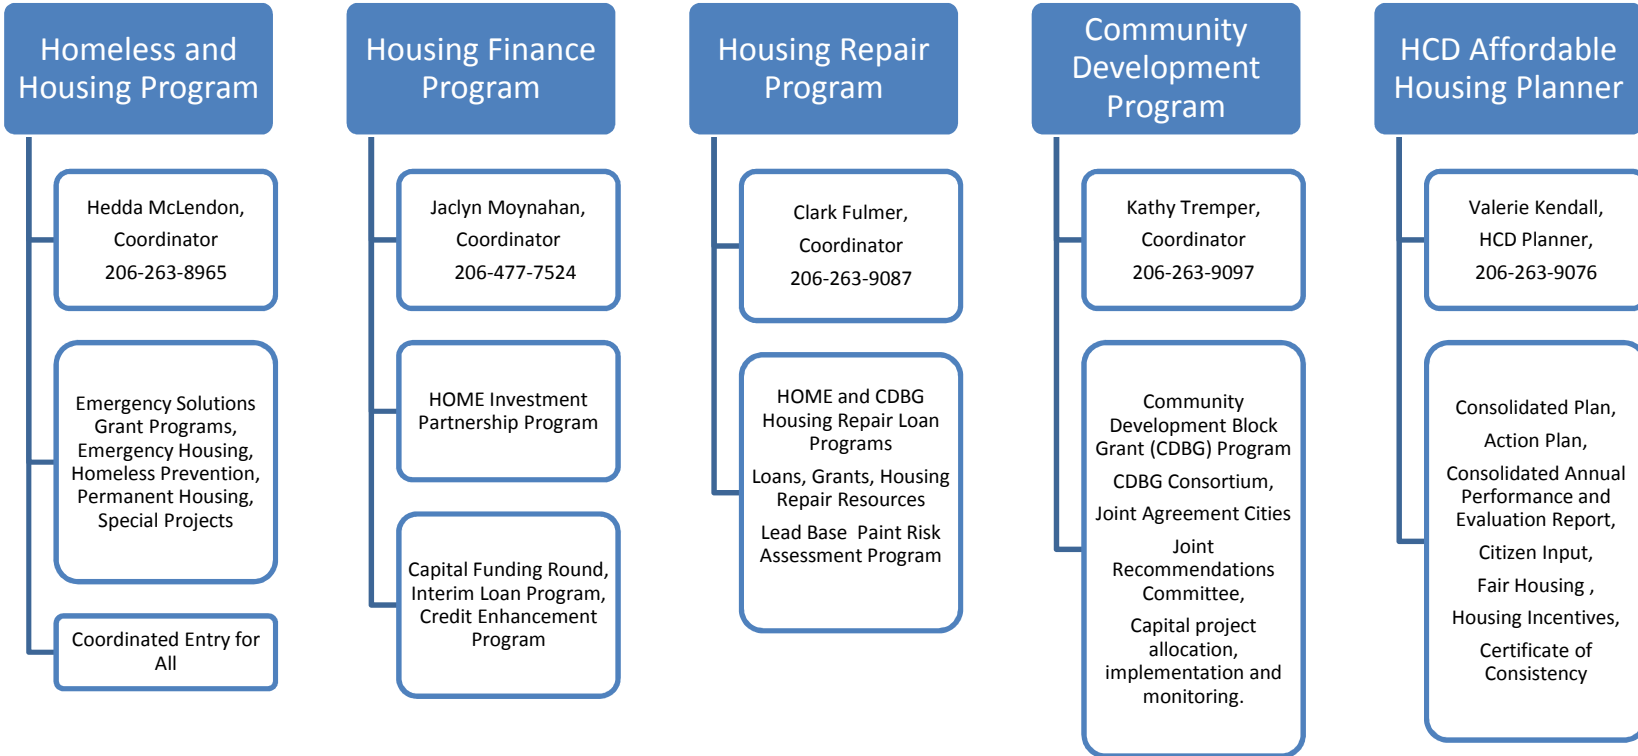 Homeless and
Housing Program
Hedda McLendon,
Coordinator
206-263-8965
Emergency Solutions
Grant Programs,
Emergency Housing,
Homeless Prevention,
Permanent Housing,
Special Projects
Coordinated Entry for
All
Housing Finance
Program
Jaclyn Moynahan,
Coordinator
206-477-7524
HOME Investment
Partnership Program
Capital Funding Round,
Interim Loan Program,
Credit Enhancement
Program
Housing Repair
Program
Clark Fulmer,
Coordinator
206-263-9087
HOME and CDBG
Housing Repair Loan
Programs
Loans, Grants, Housing
Repair Resources
Lead Base  Paint Risk
Assessment Program
Community
Development
Program
Kathy Tremper,
Coordinator
206-263-9097
Community
Development Block
Grant (CDBG) Program
CDBG Consortium,
Joint Agreement Cities
Joint
Recommendations
Committee,
Capital project
allocation,
implementation and
monitoring.
HCD Affordable
Housing Planner
Valerie Kendall,
HCD Planner,
206-263-9076
Consolidated Plan,
Action Plan,
Consolidated Annual
Performance and
Evaluation Report,
Citizen Input,
Fair Housing ,
Housing Incentives,
Certificate of
Consistency